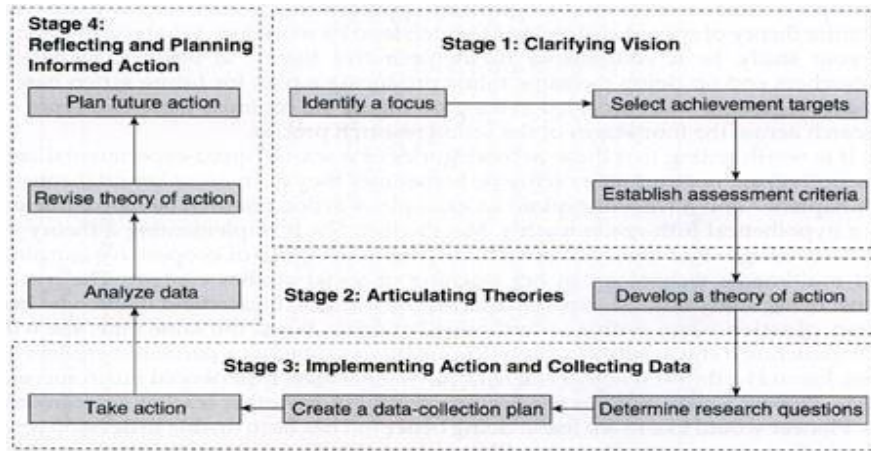 Stage 4:
Reflecting and Planning
Infored Action
Plan future action
Revise theory of action
Analyze data
Stage 1: Clarifying Vision
Identify a focus
Select achievement targets
Establish assessment criteria
Stage 2: Articulating Theories
Develop a theory of action
Stage 3: Implementing Action and Collecting Data
Take action
Create a data-collection plan
Determine research questions